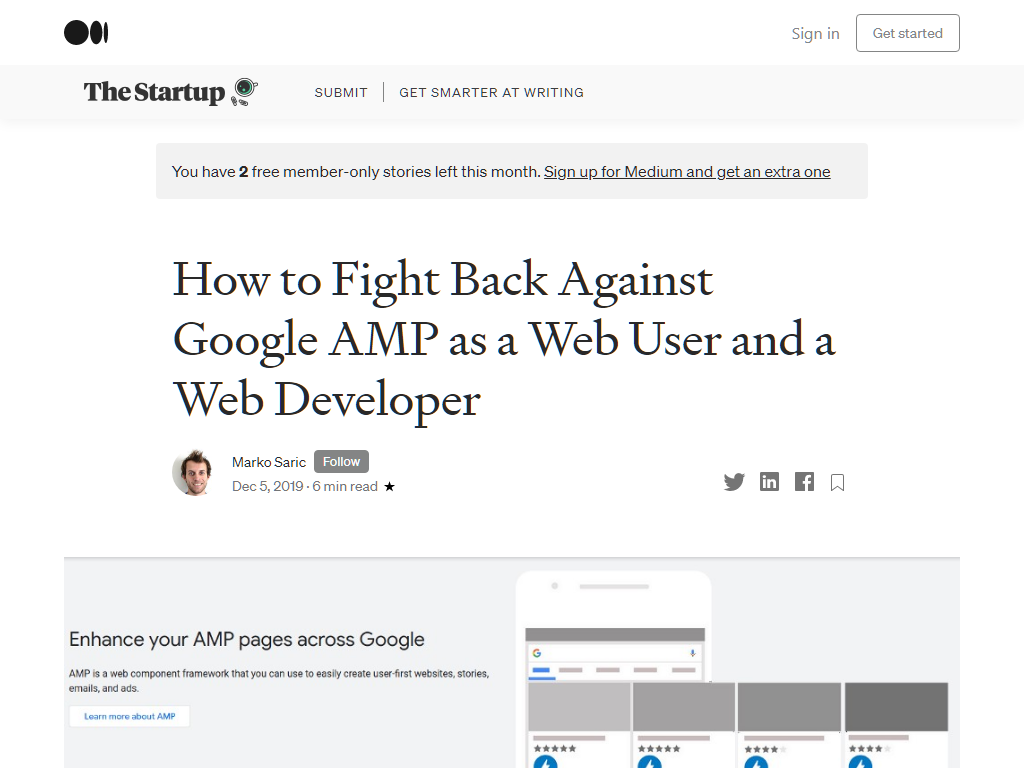 Sign in
Get started
The Startup
SUBMIT
GET SMARTER AT WRITING
You have 2 free member-only stories left this month. Sign up for Medium and get an extra one
How to Fight Back Against
Google AMP as a Web User and a
Web Developer
Marko Saric
Follow
Dec 5, 2019 · 6 min read ★
Enhance your AMP pages across Google
AMP is a web component framework that you can use to easily create user-first websites, stories,
emails, and ads.
Learn more about AMP